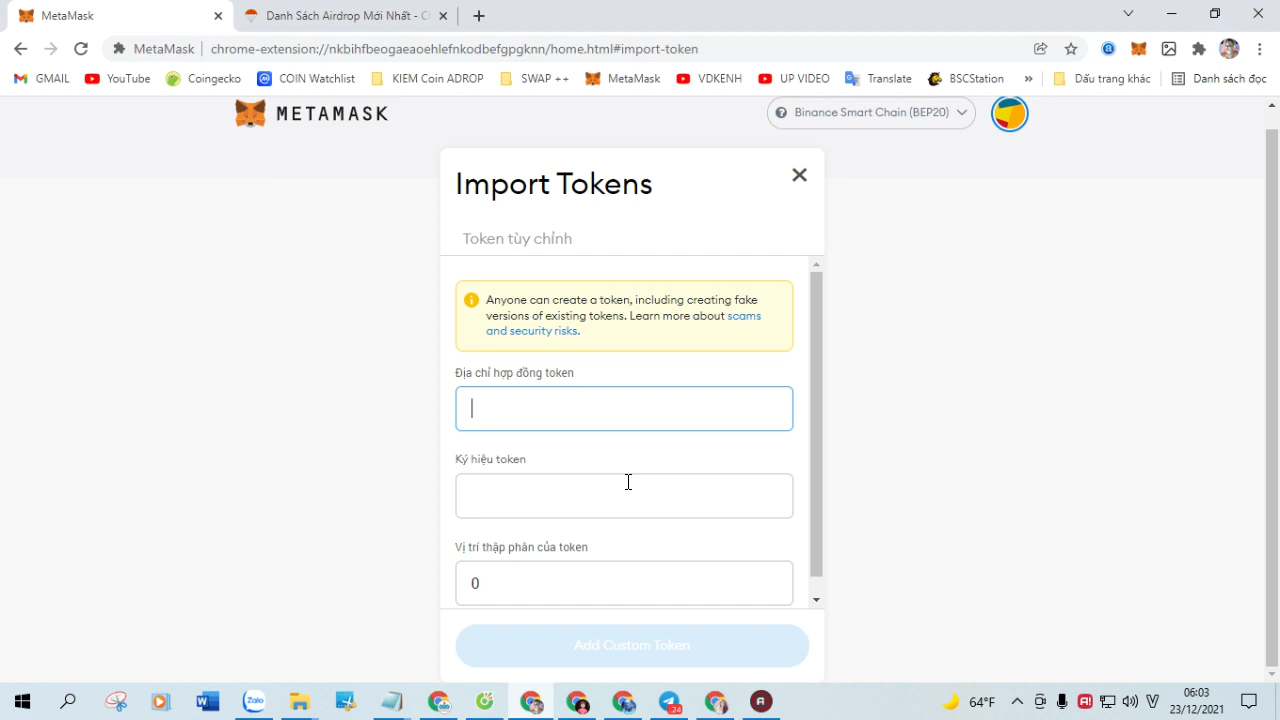 MetaMask
Danh Sách Airdrop Mới Nhất - C
MetaMask
chrome-extension://nkbihfbeogaeaoehlefnkodbefgpgknn/home.html#import-token
GMAIL
YouTube
Coingecko
COIN Watchlist
KIEM Coin ADROP
SWAP ++
MetaMask
VDKENH
UP VIDEO
Translate
BSCStation
»
Dấu trang khác
Danh sách đọc
METAMASK
Binance Smart Chain (BEP20)
Import Tokens
Token tùy chỉnh
Anyone can create a token, including creating fake
versions of existing tokens. Learn more about scams
and security risks.
Địa chỉ hợp đồng token
Ký hiệu token
Vị trí thập phân của token
0
Add Custom Token
Zalo
24
64°F
06:03
23/12/2021